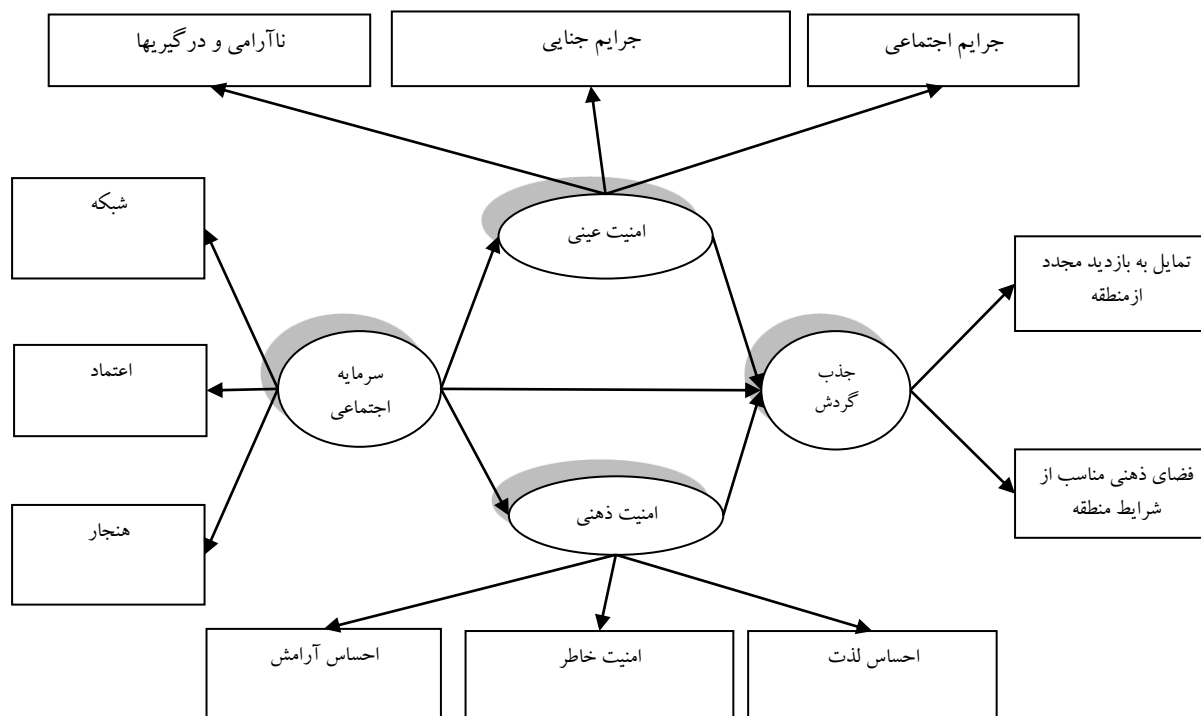 جرایم اجتماعی
جرایم جنایی
ناآرامی و درگیریها
امنیت عینی
شبکه
تمایل به بازدید مجدد
ازمنطقه
سرمایه
اجتماعی
اعتماد
جذب
گردش
هنجار
فضای ذهنی مناسب از
شرایط منطقه
امنیت ذهنی
احساس لذت
امنیت خاطر
احساس آرامش